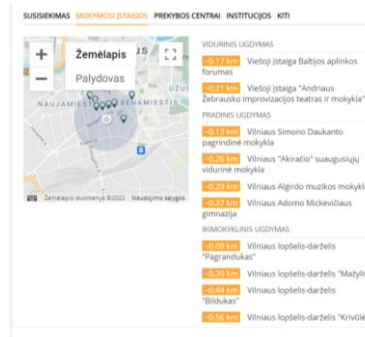 SUSISIEKIMAS MOKYMOSI ĮSTAIGOS PREKYBOS CENTRAI INSTITUCIJOS KITI
Žemėlapis
Palydovas
NAUJAMIESTIS
SENAMIESTIS
Žemėlapio duomenys ©2022 Naudojimo sąlygos
VIDURINIS UGDYMAS
~0.17 km Viešoji įstaiga Baltijos aplinkos
forumas
~0.21 km Viešoji įstaiga "Andriaus
Žebrausko improvizacijos teatras ir mokykla"
PRADINIS UGDYMAS
~0.13 km Vilniaus Simono Daukanto
pagrindinė mokykla
~0.26 km Vilniaus "Akiračio" suaugusiųjų
vidurinė mokykla
~0.29 km Vilniaus Algirdo muzikos mokykla
~0.37 km Vilniaus Adomo Mickevičiaus
gimnazija
IKIMOKYKLINIS UGDYMAS
~0.09 km Vilniaus lopšelis-darželis
"Pagrandukas"
~0.39 km Vilniaus lopšelis-darželis "Mažylis
~0.44 km Vilniaus lopšelis-darželis
"Bildukas"
~0.56 km Vilniaus lopšelis-darželis "Krivūlė